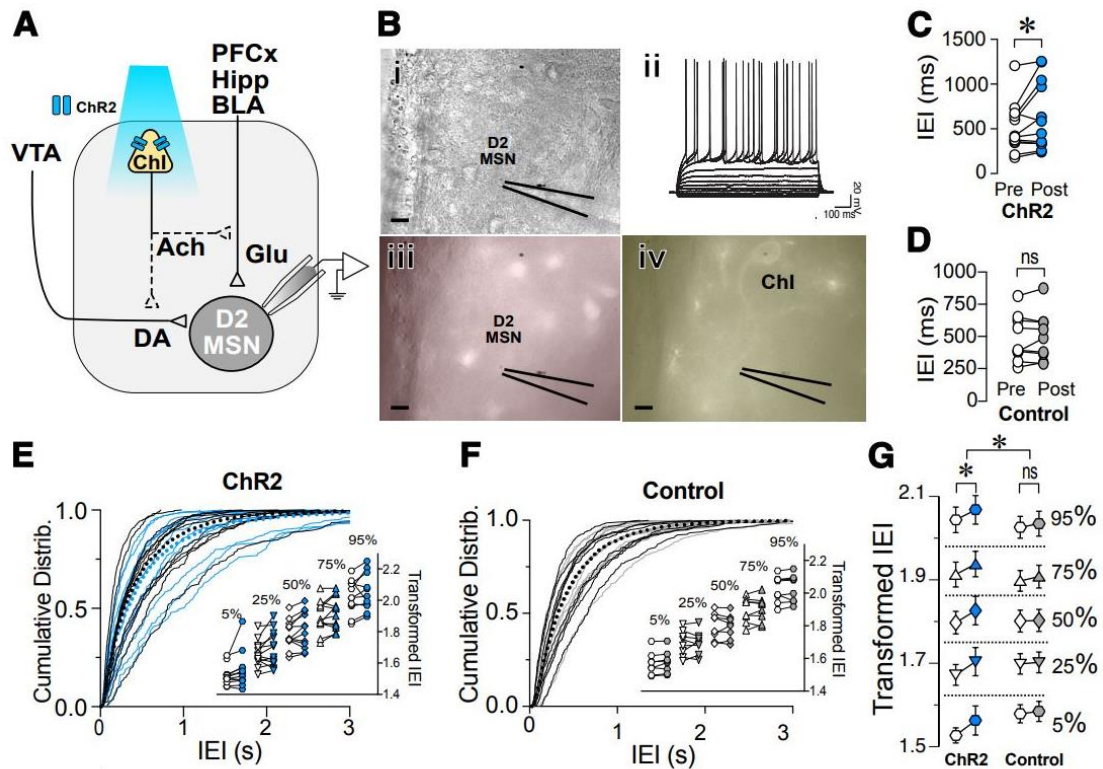 A
PFCx
Hipp
BLA
ChR2
VTA
ChI
Ach
Glu
DA
D2
MSN
B
i
D2
MSN
ii
20 mV
100 ms
iii
D2
MSN
iv
ChI
C
*
1500
1000
500
0
IEI (ms)
Pre Post
ChR2
D
ns
1000
750
500
250
0
IEI (ms)
Pre Post
Control
E
ChR2
1.0
0.5
0.0
Cumulative Distrib.
0 1 2 3
IEI (s)
5% 25% 50% 75% 95%
2.2
2.0
1.8
1.6
1.4
Transformed IEI
F
Control
1.0
0.5
0.0
Cumulative Distrib.
0 1 2 3
IEI (s)
5% 25% 50% 75% 95%
2.2
2.0
1.8
1.6
1.4
Transformed IEI
G
*
* ns
2.1
1.9
1.7
1.5
Transformed IEI
95%
75%
50%
25%
5%
ChR2 Control